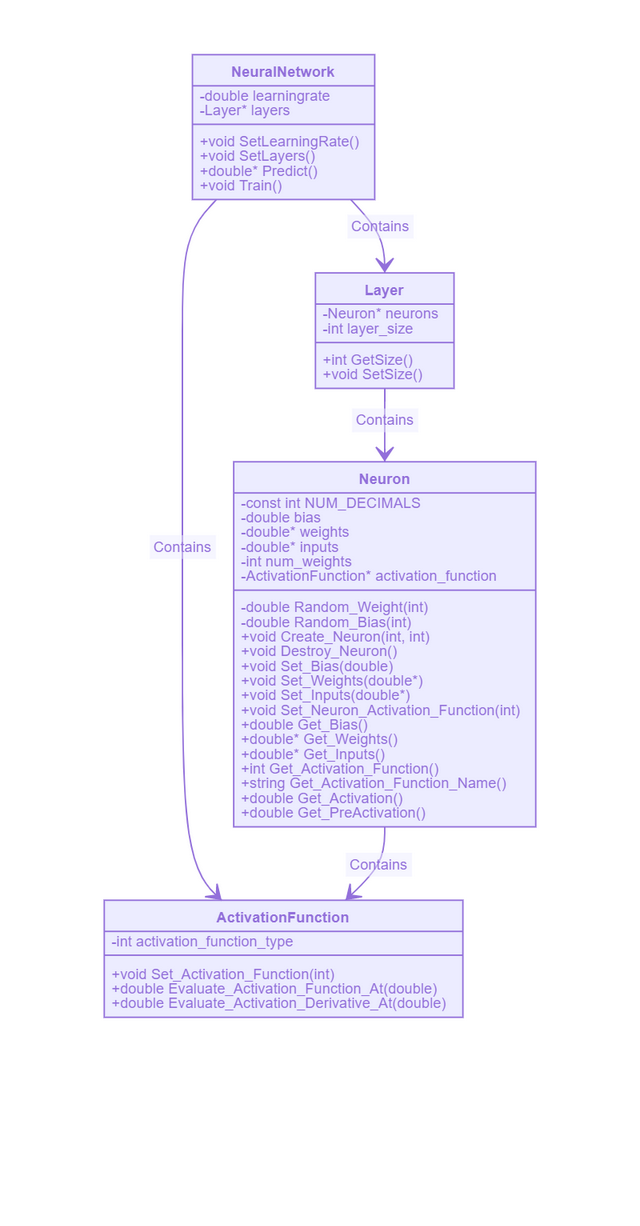 NeuralNetwork
-double learningrate
-Layer* layers
+void SetLearningRate()
+void SetLayers()
+double* Predict()
+void Train()
Contains
Layer
-Neuron* neurons
-int layer_size
+int GetSize()
+void SetSize()
Contains
Neuron
-const int NUM_DECIMALS
-double bias
-double* weights
-double* inputs
-int num_weights
-ActivationFunction* activation_function
-double Random_Weight(int)
-double Random_Bias(int)
+void Create_Neuron(int, int)
+void Destroy_Neuron()
+void Set_Bias(double)
+void Set_Weights(double*)
+void Set_Inputs(double*)
+void Set_Neuron_Activation_Function(int)
+double Get_Bias()
+double* Get_Weights()
+double* Get_Inputs()
+int Get_Activation_Function()
+string Get_Activation_Function_Name()
+double Get_Activation()
+double Get_PreActivation()
Contains
Contains
ActivationFunction
-int activation_function_type
+void Set_Activation_Function(int)
+double Evaluate_Activation_Function_At(double)
+double Evaluate_Activation_Derivative_At(double)